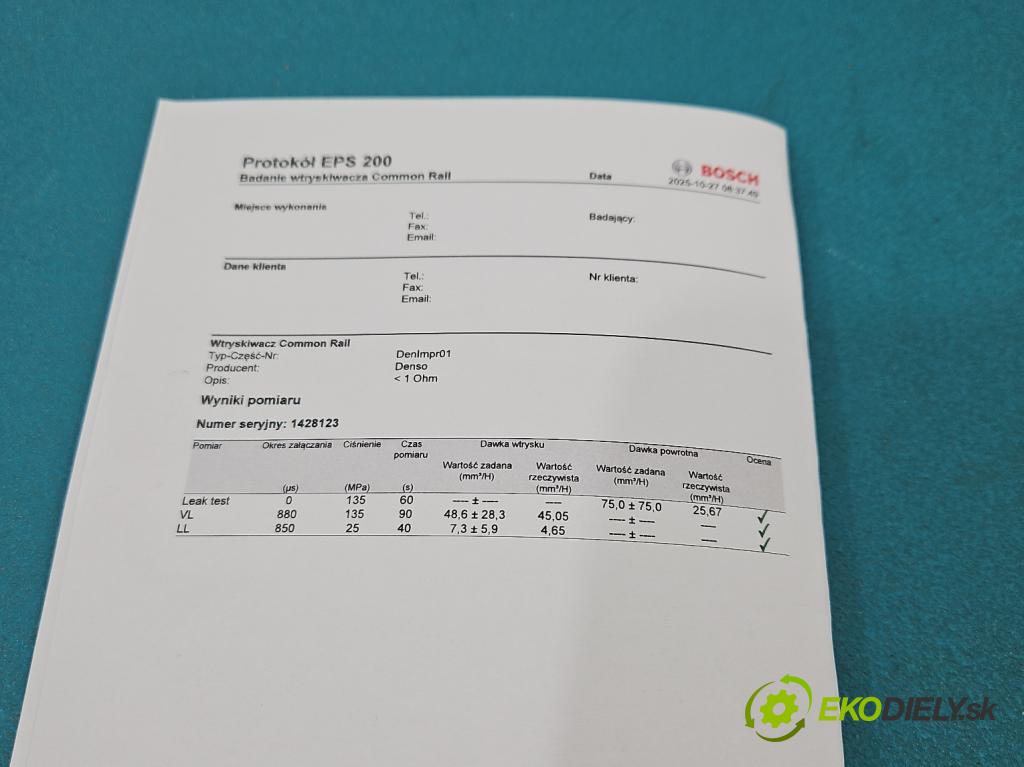 Protokół EPS 200
Badanie wtryskiwacza Common Rail
Data
BOSCH
2025-10-27 08:37:49
Miejsce wykonania
Tel.:
Badający:
Fax:
Email:
Dane klienta
Tel.:
Nr klienta:
Fax:
Email:
Wtryskiwacz Common Rail
Typ-Część-Nr: DenImpr01
Producent: Denso
Opis: < 1 Ohm
Wyniki pomiaru
Numer seryjny: 1428123
Pomiar Okres załączania Ciśnienie Czas pomiaru Dawka wtrysku Dawka powrotna Ocena
Wartość zadana (mm³/H) Wartość rzeczywista (mm³/H) Wartość zadana (mm³/H) Wartość rzeczywista (mm³/H)
(µs) (MPa) (s)
Leak test 0 135 60 ---- ± ---- ---- 75,0 ± 75,0 25,67 ✓
VL 880 135 90 48,6 ± 28,3 45,05 ---- ± ---- ---- ✓
LL 850 25 40 7,3 ± 5,9 4,65 ---- ± ---- ---- ✓
EKODIELY.sk